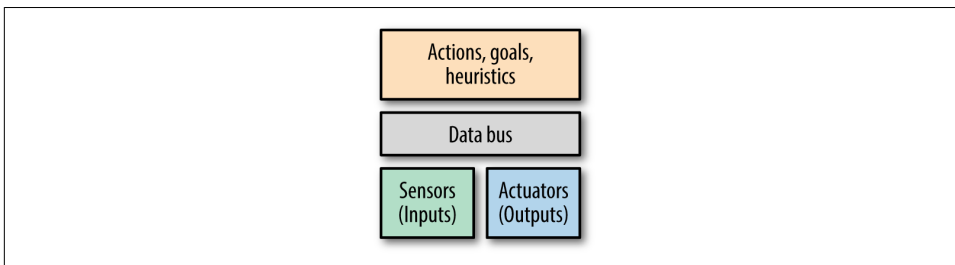 Actions, goals,
heuristics
Data bus
Sensors
(Inputs)
Actuators
(Outputs)